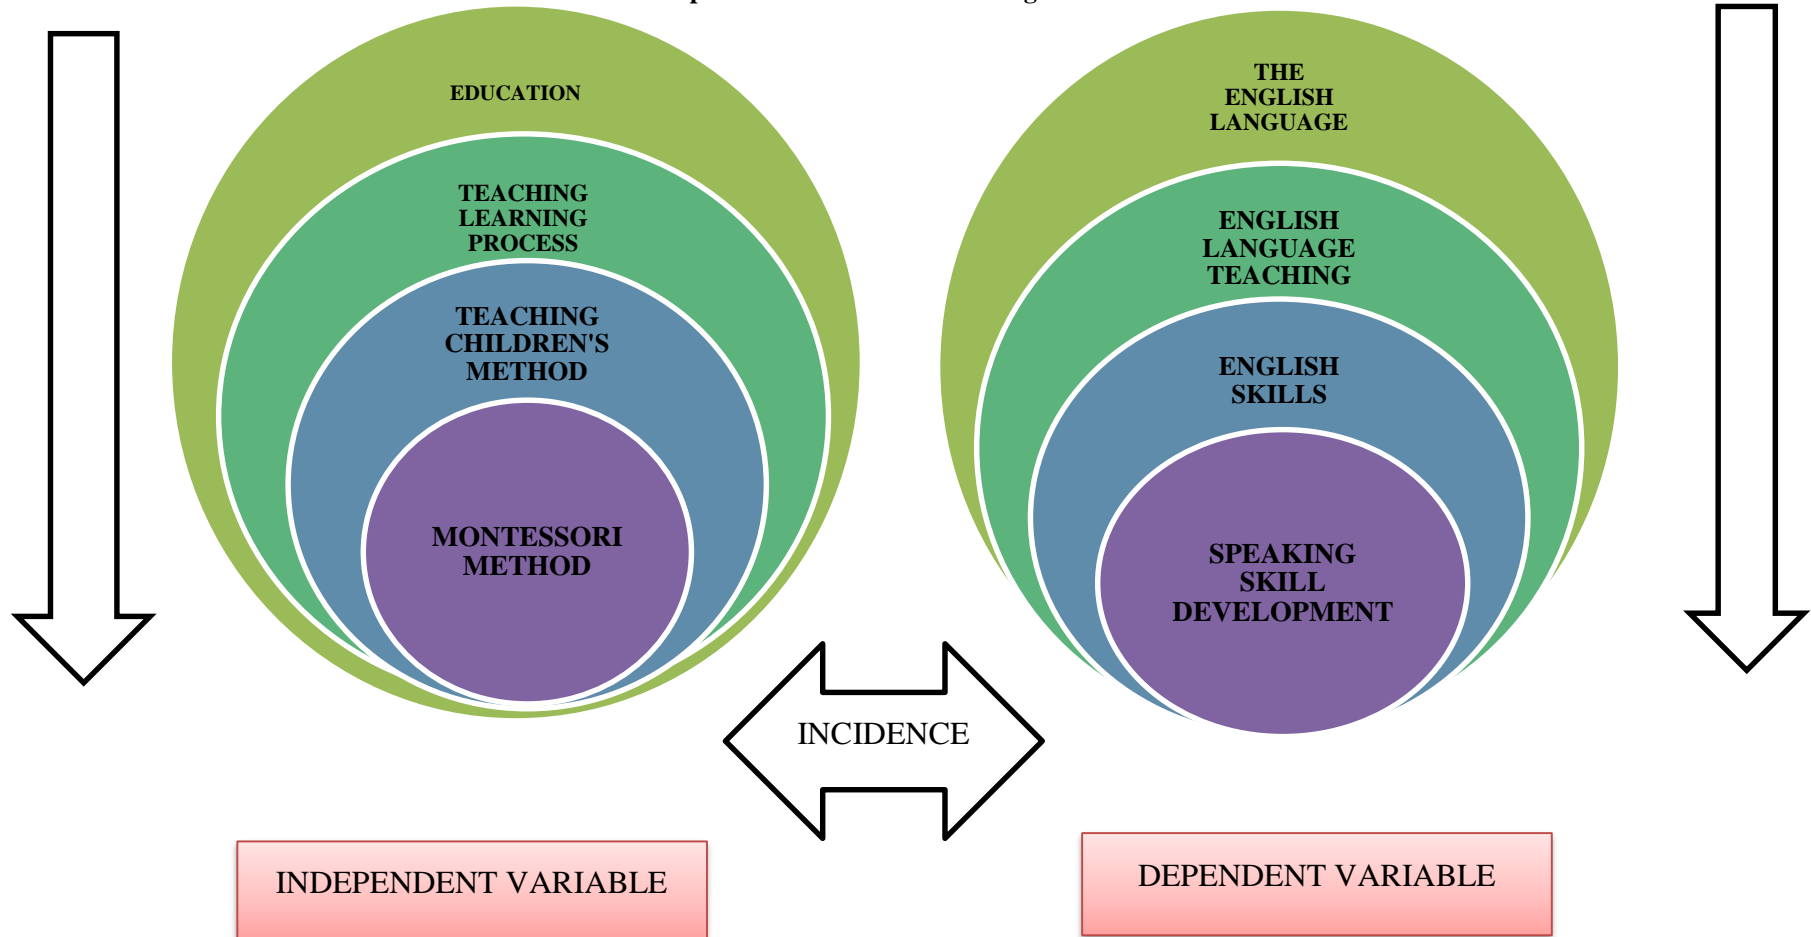 EDUCATION
TEACHING
LEARNING
PROCESS
TEACHING
CHILDREN'S
METHOD
MONTESSORI
METHOD
THE
ENGLISH
LANGUAGE
ENGLISH
LANGUAGE
TEACHING
ENGLISH
SKILLS
SPEAKING
SKILL
DEVELOPMENT
INCIDENCE
INDEPENDENT VARIABLE
DEPENDENT VARIABLE